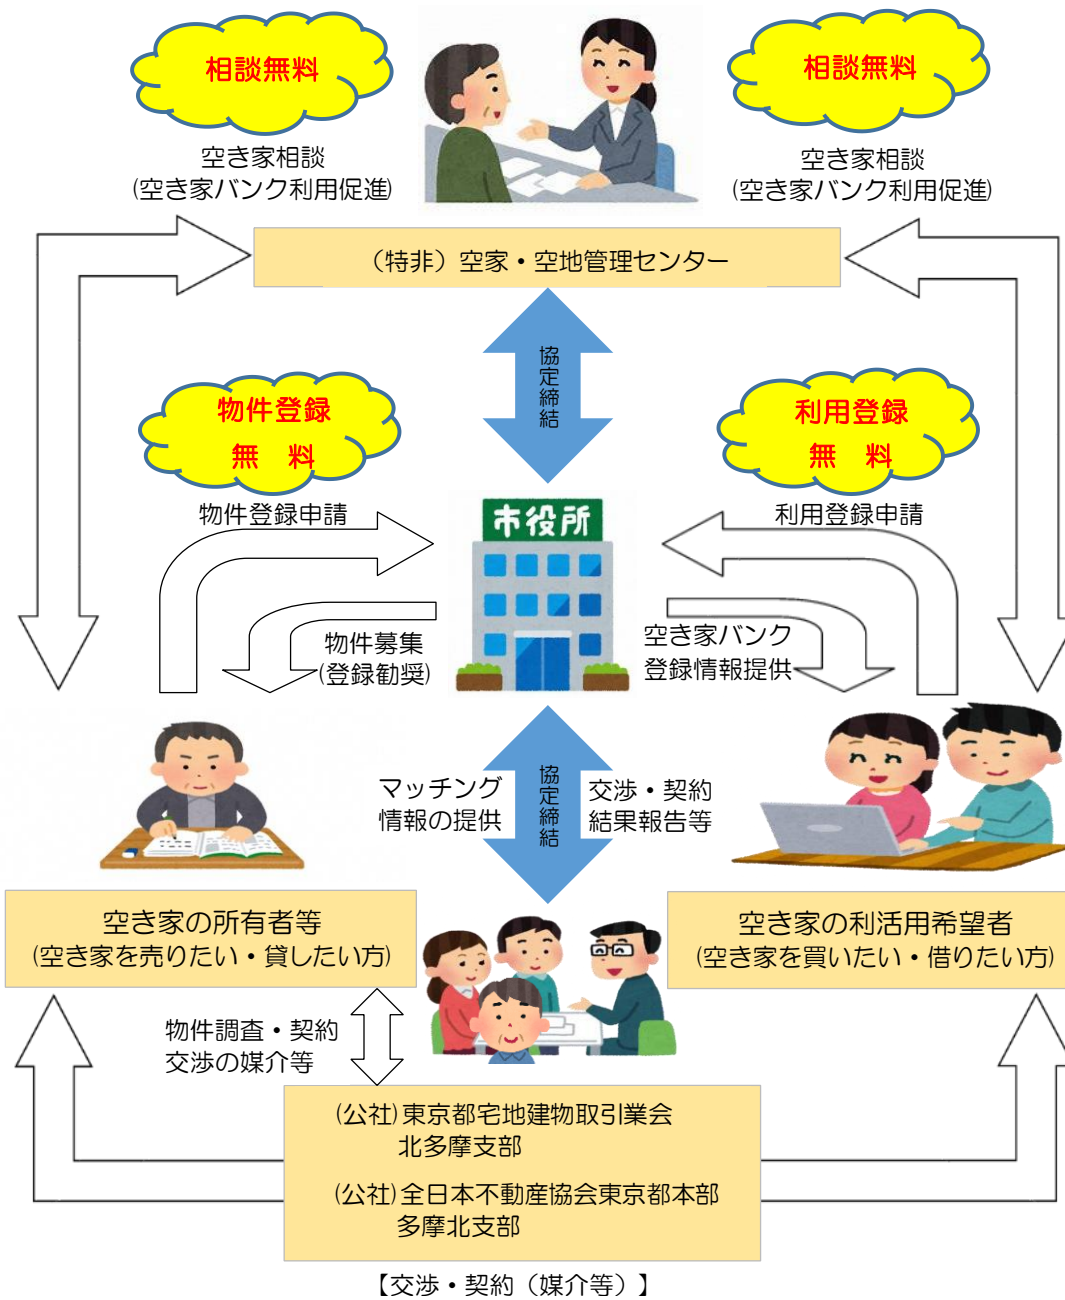 相談無料
相談無料
空き家相談
(空き家バンク利用促進)
空き家相談
(空き家バンク利用促進)
（特非）空家・空地管理センター
協定締結
物件登録
無　料
利用登録
無　料
物件登録申請
利用登録申請
市役所
物件募集
(登録勧奨)
空き家バンク
登録情報提供
マッチング
情報の提供
協定締結
交渉・契約
結果報告等
空き家の所有者等
(空き家を売りたい・貸したい方)
空き家の利活用希望者
(空き家を買いたい・借りたい方)
物件調査・契約
交渉の媒介等
(公社)東京都宅地建物取引業会
北多摩支部
(公社)全日本不動産協会東京都本部
多摩北支部
【交渉・契約（媒介等）】